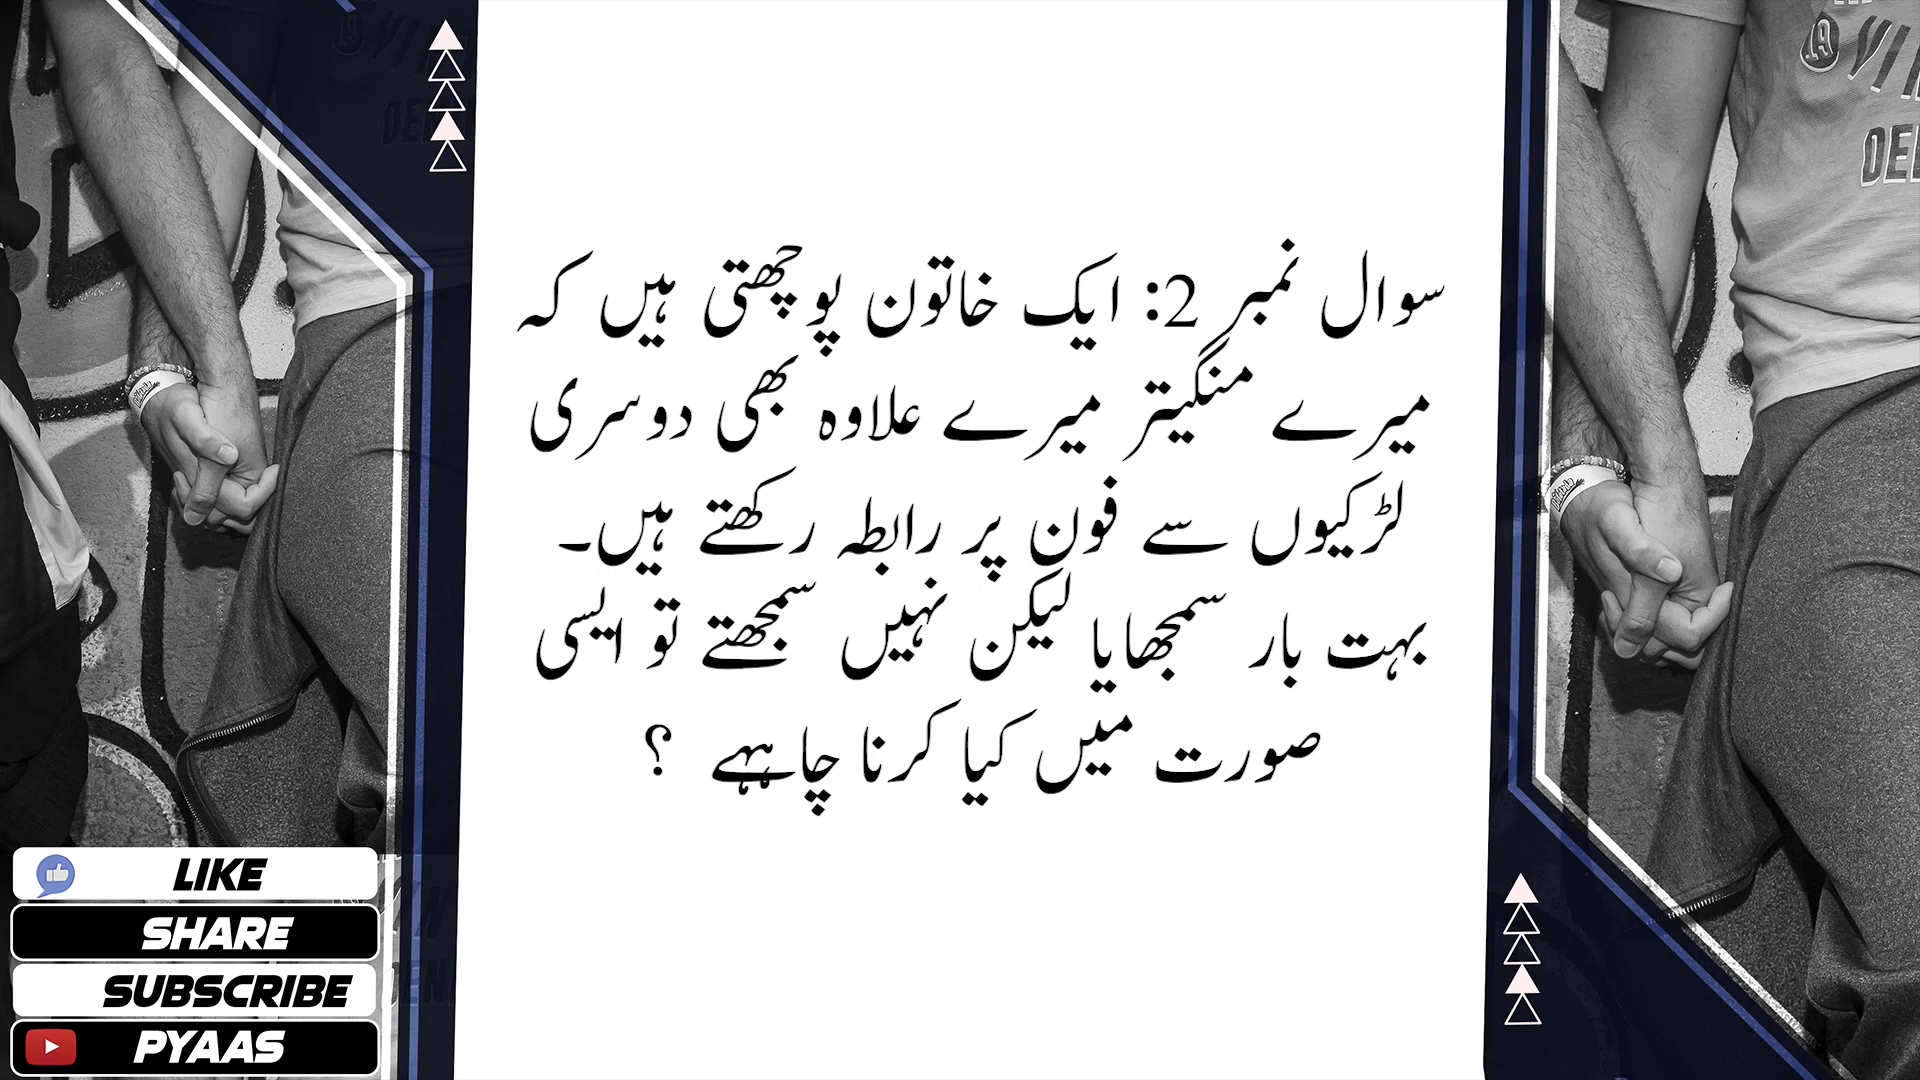 سوال نمبر 2: ایک خاتون پوچھتی ہیں کہ
میرے منگیتر میرے علاوہ بھی دوسری
لڑکیوں سے فون پر رابطہ رکھتے ہیں۔
بہت بار سمجھایا لیکن نہیں سمجھتے تو ایسی
صورت میں کیا کرنا چاہہے ؟
LIKE
SHARE
SUBSCRIBE
PYAAS